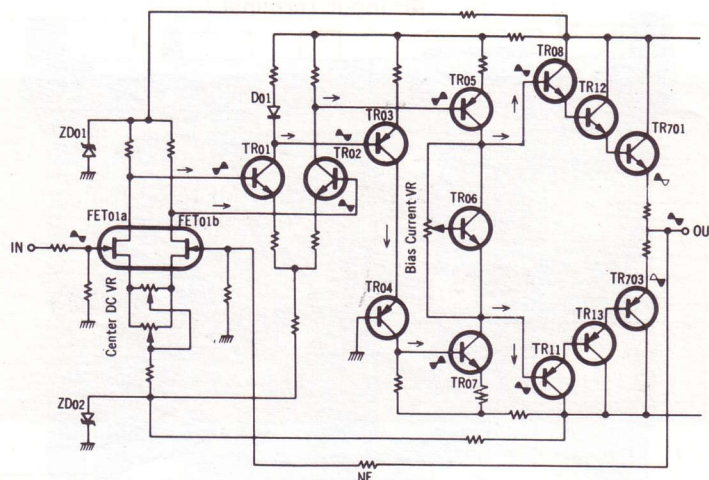 TR08
TR05
TR12
D01
TR03
TR701
ZD01
TR01
TR02
TR06
Bias Current VR
FET01a
FET01b
IN
OU
TR703
TR04
TR13
Center DC VR
TR11
TR07
ZD02
NF